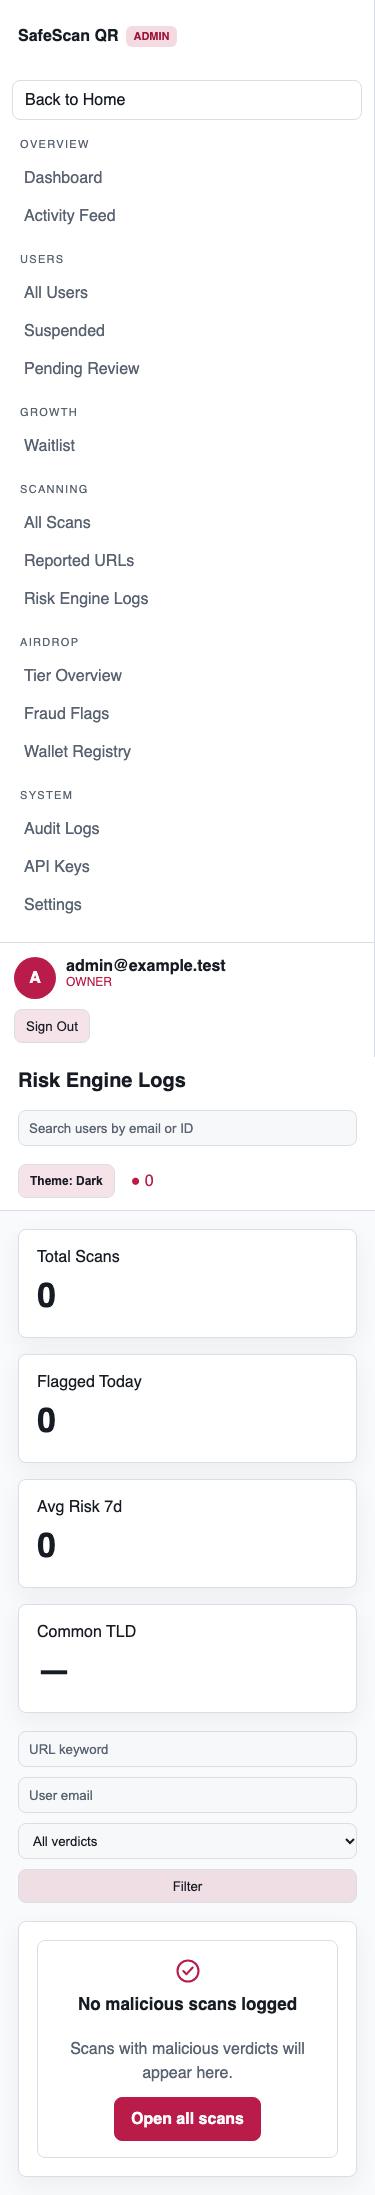 SafeScan QR ADMIN
Back to Home
OVERVIEW
Dashboard
Activity Feed
USERS
All Users
Suspended
Pending Review
GROWTH
Waitlist
SCANNING
All Scans
Reported URLs
Risk Engine Logs
AIRDROP
Tier Overview
Fraud Flags
Wallet Registry
SYSTEM
Audit Logs
API Keys
Settings
A
admin@example.test
OWNER
Sign Out
Risk Engine Logs
Search users by email or ID
Theme: Dark
0
Total Scans
0
Flagged Today
0
Avg Risk 7d
0
Common TLD
—
URL keyword
User email
All verdicts
Filter
No malicious scans logged
Scans with malicious verdicts will
appear here.
Open all scans